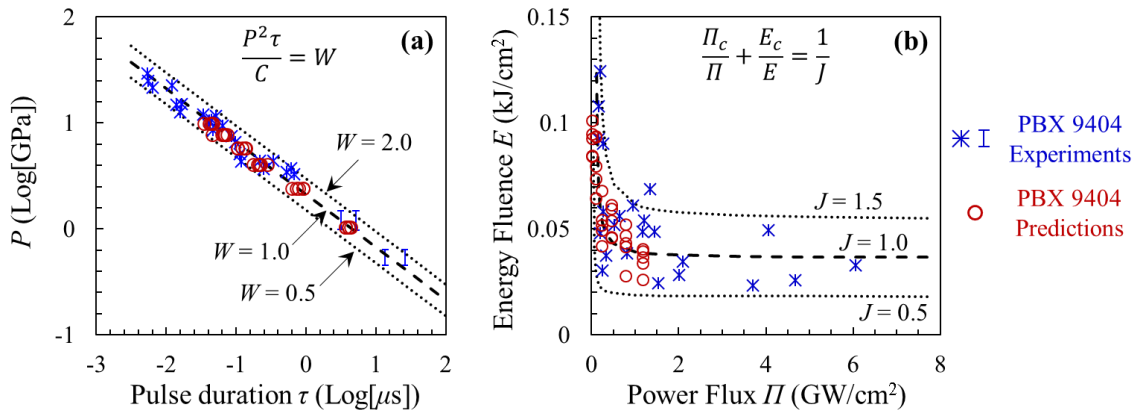 (a)
P²τ/C = W
P (Log[GPa])
2
1
0
-1
W = 2.0
W = 1.0
W = 0.5
-3
-2
-1
0
1
2
Pulse duration τ (Log[μs])
(b)
Π_c/Π + E_c/E = 1/J
Energy Fluence E (kJ/cm²)
0.15
0.1
0.05
0
J = 1.5
J = 1.0
J = 0.5
0
2
4
6
8
Power Flux Π (GW/cm²)
PBX 9404
Experiments
PBX 9404
Predictions